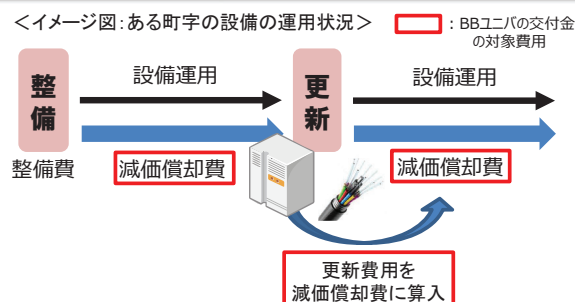 ＜イメージ図：ある町字の設備の運用状況＞
：BBユニバの交付金
の対象費用
整備
設備運用
更新
設備運用
整備費
減価償却費
減価償却費
更新費用を
減価償却費に算入